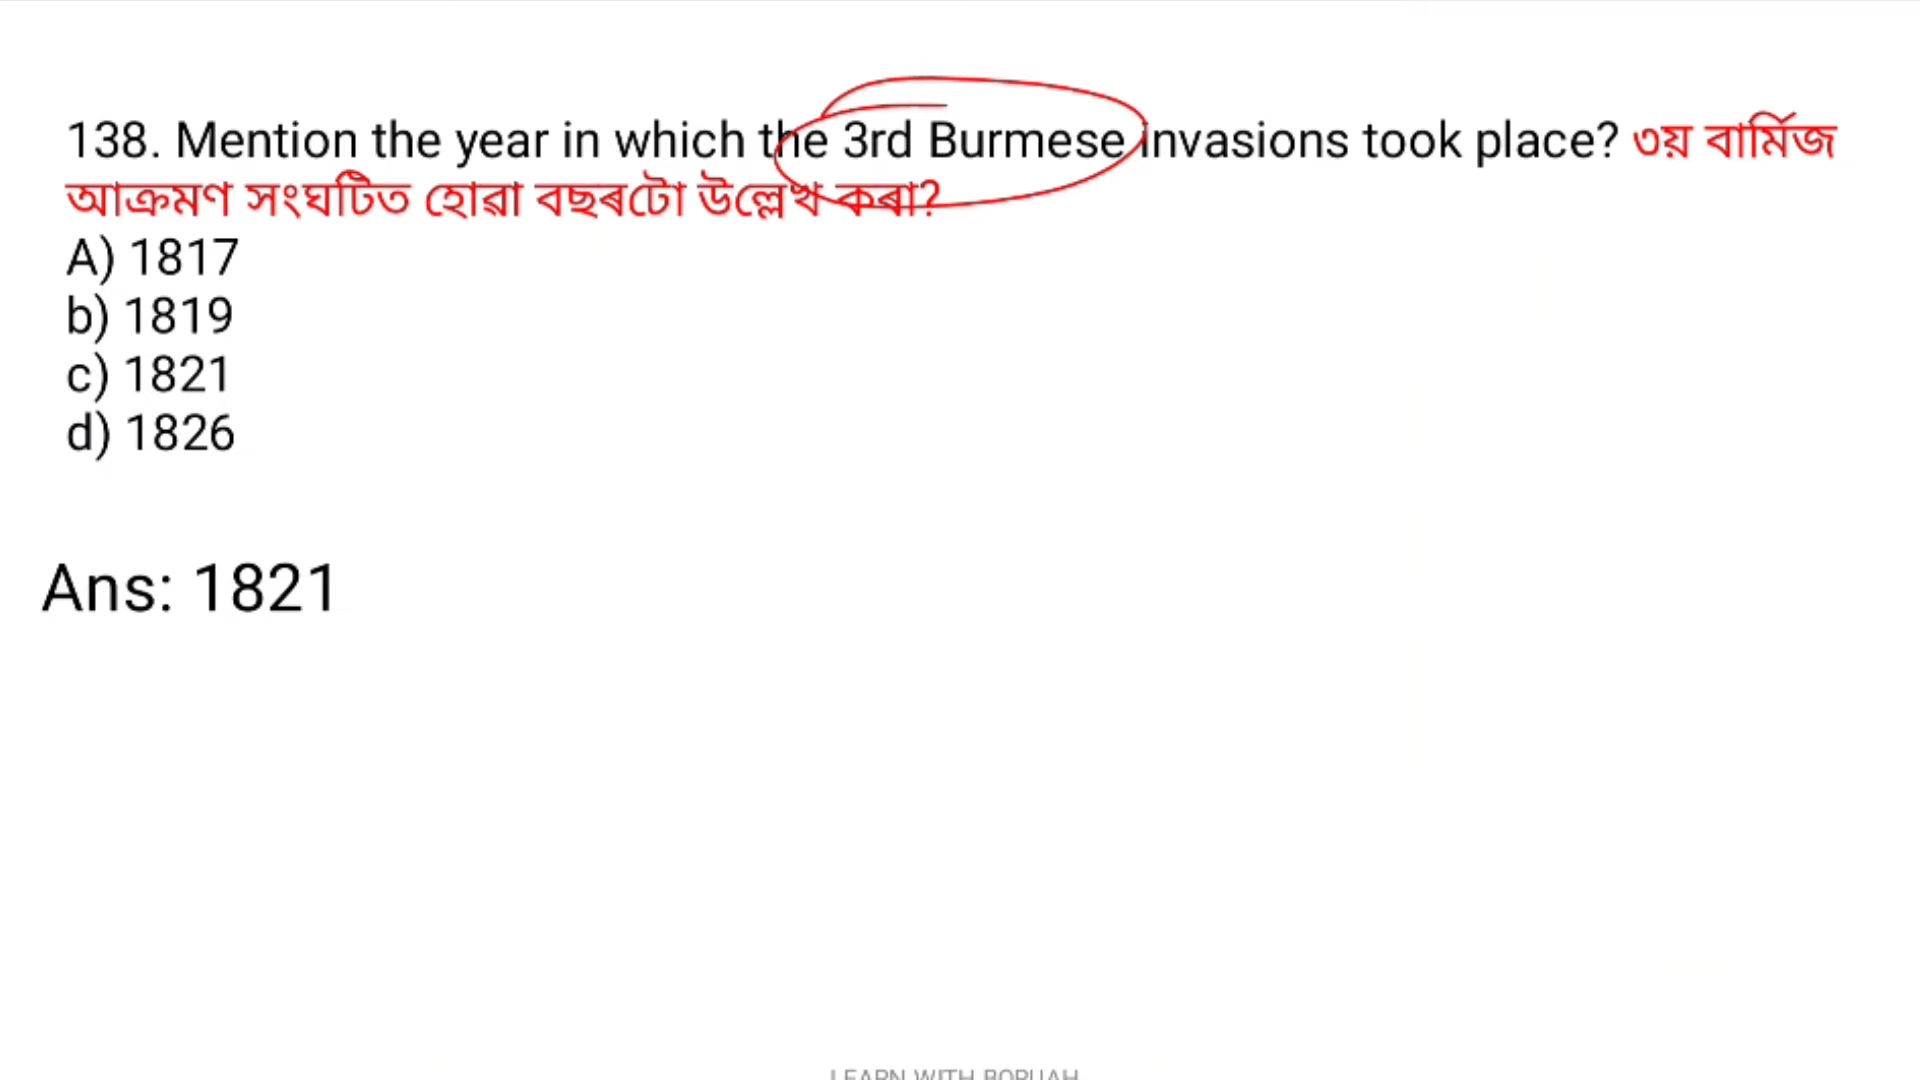 138. Mention the year in which the 3rd Burmese invasions took place? ৩য় বাৰ্মিজ
আক্ৰমণ সংঘটিত হোৱা বছৰটো উল্লেখ কৰা?
A) 1817
b) 1819
c) 1821
d) 1826
Ans: 1821
LEARN WITH BORUAH